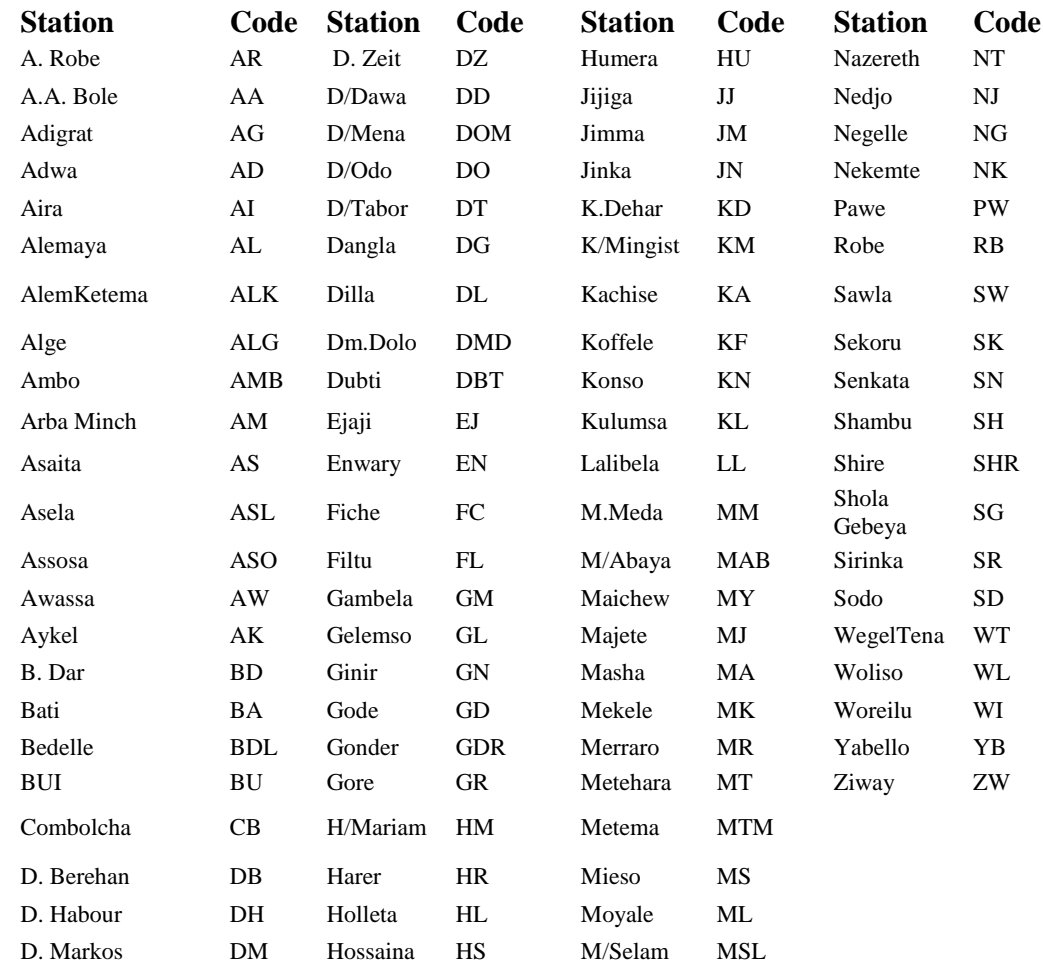 Station Code Station Code Station Code Station Code
A. Robe AR D. Zeit DZ Humera HU Nazereth NT
A.A. Bole AA D/Dawa DD Jijiga JJ Nedjo NJ
Adigrat AG D/Mena DOM Jimma JM Negelle NG
Adwa AD D/Odo DO Jinka JN Nekemte NK
Aira AI D/Tabor DT K.Dehar KD Pawe PW
Alemaya AL Dangla DG K/Mingist KM Robe RB
AlemKetema ALK Dilla DL Kachise KA Sawla SW
Alge ALG Dm.Dolo DMD Koffele KF Sekoru SK
Ambo AMB Dubti DBT Konso KN Senkata SN
Arba Minch AM Ejaji EJ Kulumsa KL Shambu SH
Asaita AS Enwary EN Lalibela LL Shire SHR
Asela ASL Fiche FC M.Meda MM Shola Gebeya SG
Assosa ASO Filtu FL M/Abaya MAB Sirinka SR
Awassa AW Gambela GM Maichew MY Sodo SD
Aykel AK Gelemso GL Majete MJ WegelTena WT
B. Dar BD Ginir GN Masha MA Woliso WL
Bati BA Gode GD Mekele MK Woreilu WI
Bedelle BDL Gonder GDR Merraro MR Yabello YB
BUI BU Gore GR Metehara MT Ziway ZW
Combolcha CB H/Mariam HM Metema MTM
D. Berehan DB Harer HR Mieso MS
D. Habour DH Holleta HL Moyale ML
D. Markos DM Hossaina HS M/Selam MSL